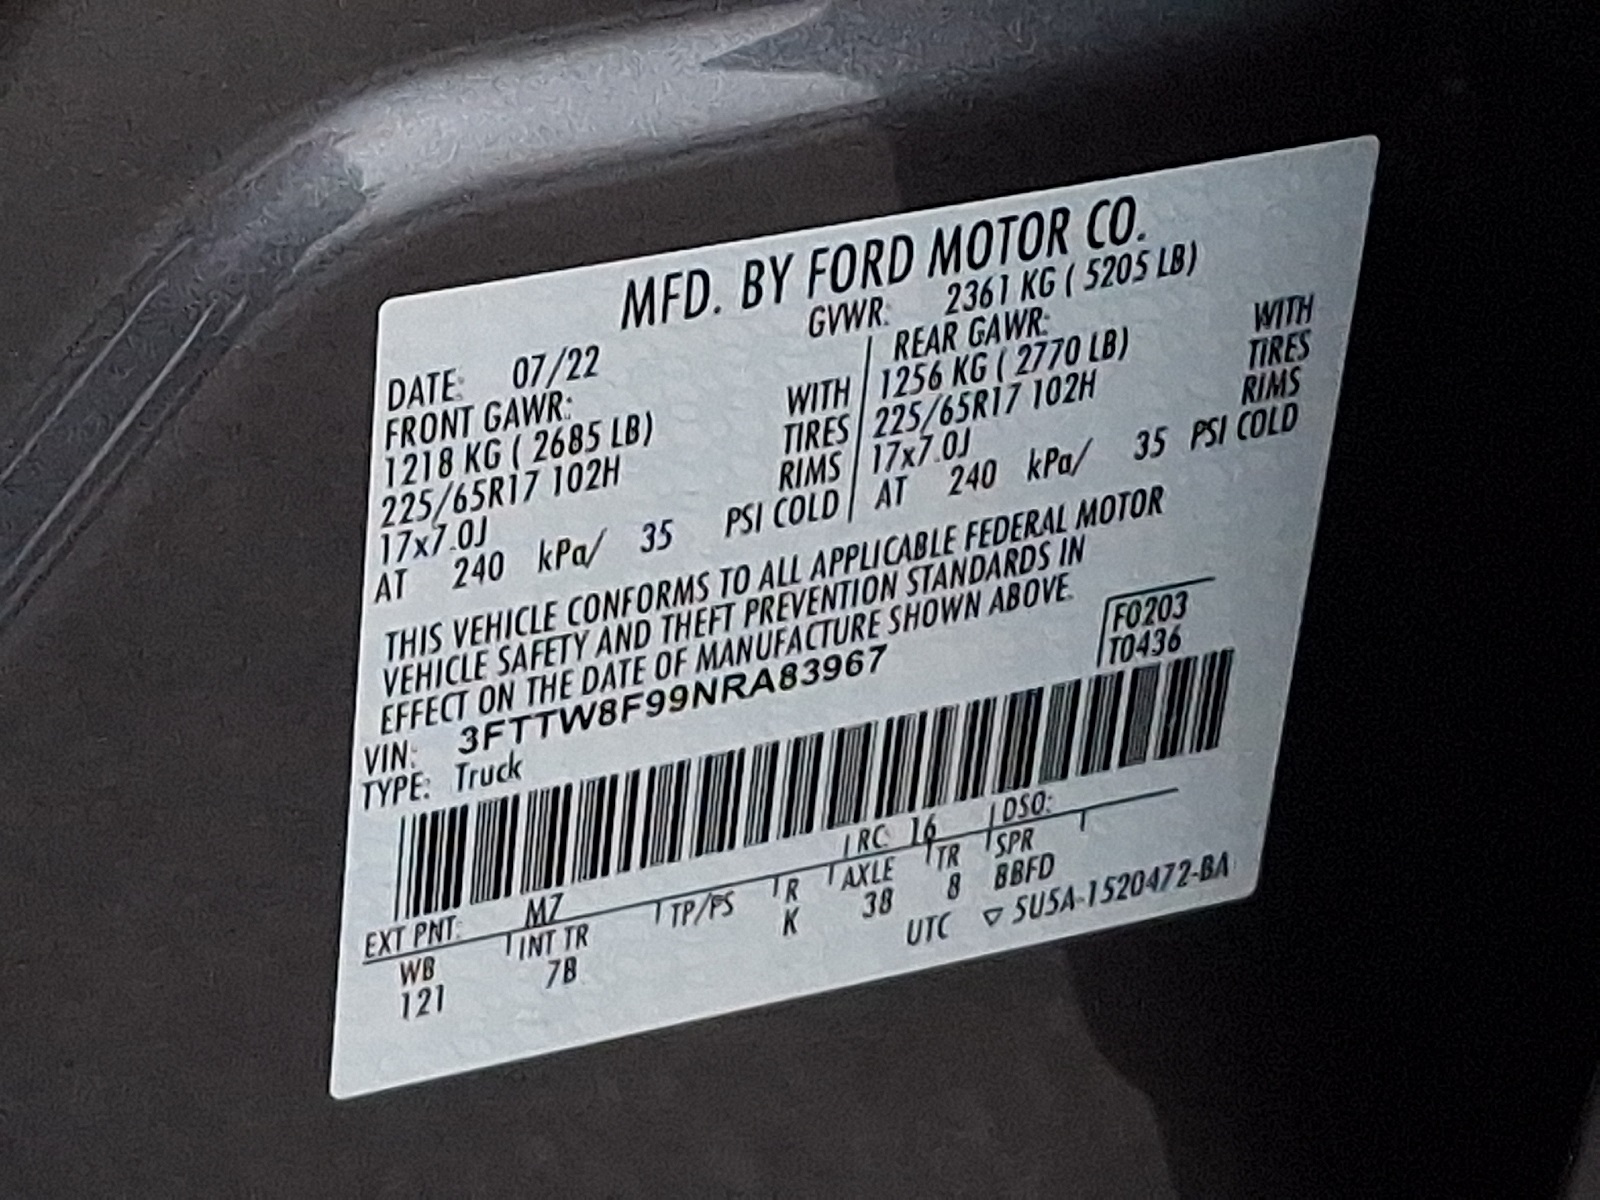 MFD. BY FORD MOTOR CO.
DATE: 07/22 GVWR: 2361 KG ( 5205 LB)
FRONT GAWR: REAR GAWR:
1218 KG ( 2685 LB) WITH 1256 KG ( 2770 LB) WITH
225/65R17 102H TIRES 225/65R17 102H TIRES
17x7.0J RIMS 17x7.0J RIMS
AT 240 kPa/ 35 PSI COLD AT 240 kPa/ 35 PSI COLD
THIS VEHICLE CONFORMS TO ALL APPLICABLE FEDERAL MOTOR
VEHICLE SAFETY AND THEFT PREVENTION STANDARDS IN
EFFECT ON THE DATE OF MANUFACTURE SHOWN ABOVE.
VIN: 3FTTW8F99NRA83967 F0203
TYPE: Truck T0436
EXT PNT: M7 RC: 16 DSO:
WB INT TR TP/PS R AXLE TR SPR
121 7B K 38 8 BBFD
UTC ▽ 5U5A-1520472-BA